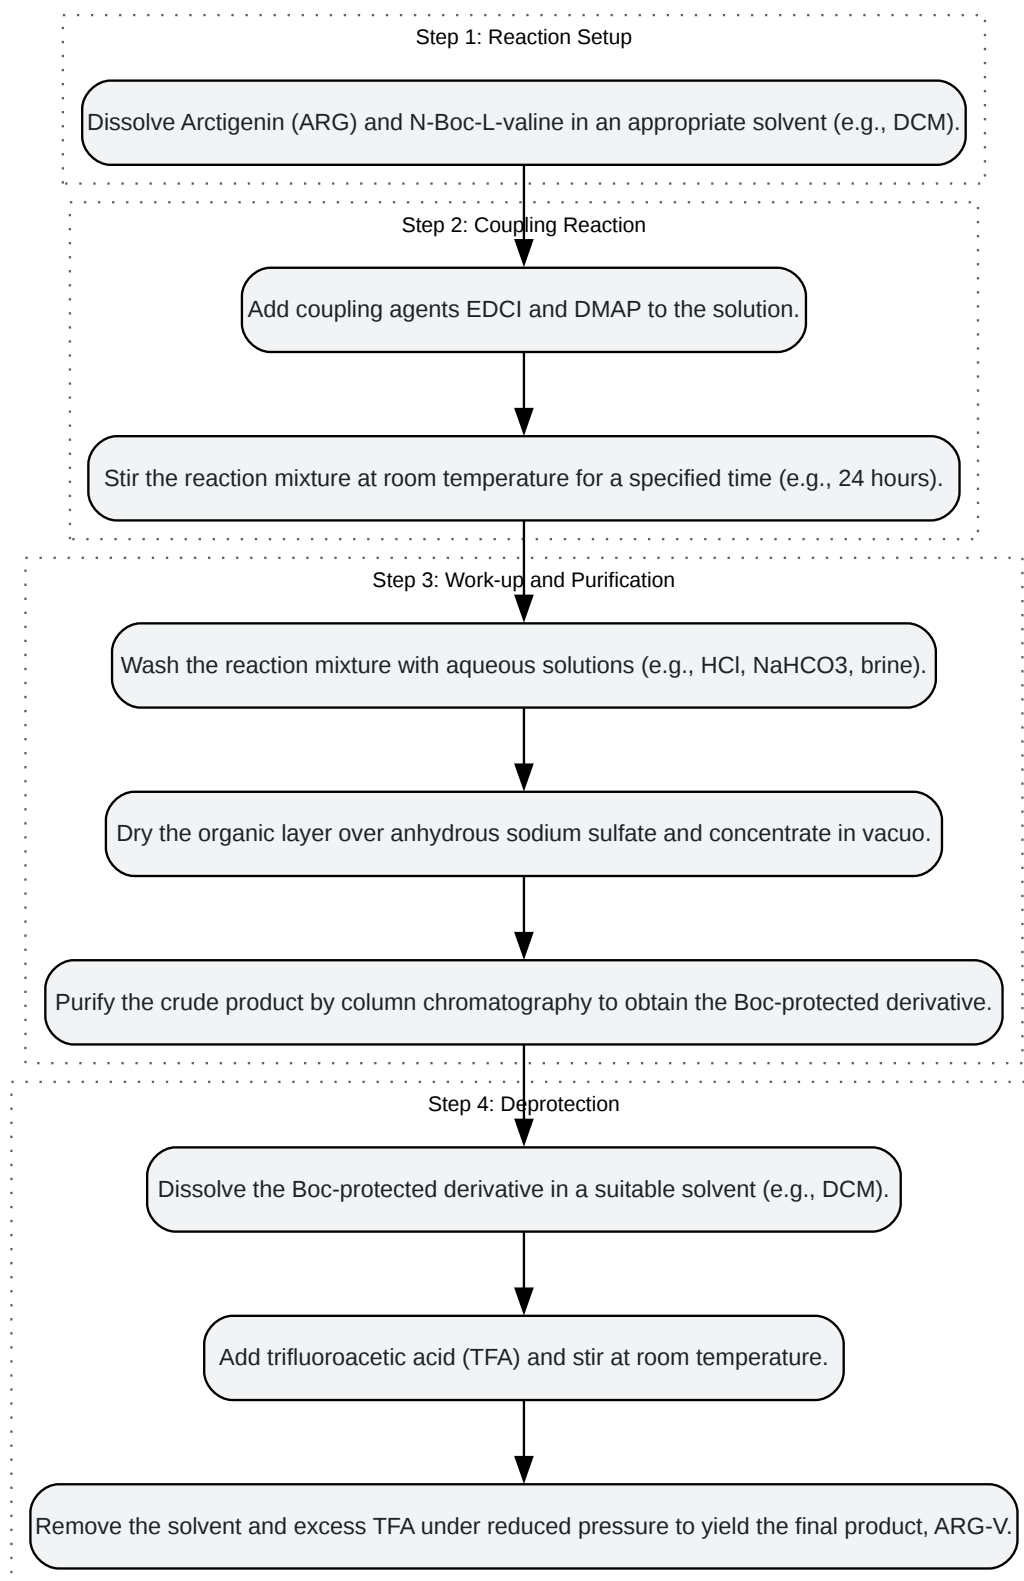 Step 1: Reaction Setup
Dissolve Arctigenin (ARG) and N-Boc-L-valine in an appropriate solvent (e.g., DCM).
Step 2: Coupling Reaction
Add coupling agents EDCI and DMAP to the solution.
Stir the reaction mixture at room temperature for a specified time (e.g., 24 hours).
Step 3: Work-up and Purification
Wash the reaction mixture with aqueous solutions (e.g., HCl, NaHCO3, brine).
Dry the organic layer over anhydrous sodium sulfate and concentrate in vacuo.
Purify the crude product by column chromatography to obtain the Boc-protected derivative.
Step 4: Deprotection
Dissolve the Boc-protected derivative in a suitable solvent (e.g., DCM).
Add trifluoroacetic acid (TFA) and stir at room temperature.
Remove the solvent and excess TFA under reduced pressure to yield the final product, ARG-V.